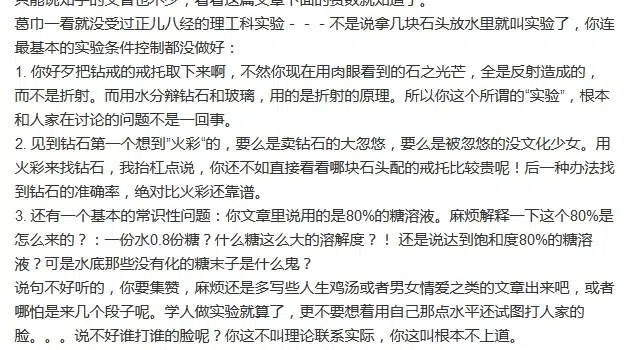 葛巾一看就没受过正儿八经的理工科实验---不是说拿几块石头放水里就叫实验了，你连
最基本的实验条件控制都没做好：
1. 你好歹把钻戒的戒托取下来啊，不然你现在用肉眼看到的石之光芒，全是反射造成的，
而不是折射。而用水分辩钻石和玻璃，用的是折射的原理。所以你这个所谓的“实验”，根本
和人家在讨论的问题不是一回事。
2. 见到钻石第一个想到”火彩“的，要么是卖钻石的大忽悠，要么是被忽悠的没文化少女。用
火彩来找钻石，我抬杠点说，你还不如直接看看哪块石头配的戒托比较贵呢！后一种办法找
到钻石的准确率，绝对比火彩还靠谱。
3. 还有一个基本的常识性问题：你文章里说用的是80%的糖溶液。麻烦解释一下这个80%是
怎么来的？：一份水0.8份糖？什么糖这么大的溶解度？！还是说达到饱和度80%的糖溶
液？可是水底那些没有化的糖末子是什么鬼？
说句不好听的，你要集赞，麻烦还是多写些人生鸡汤或者男女情爱之类的文章出来吧，或者
哪怕是来几个段子呢。学人做实验就算了，更不要想着用自己那点水平还试图打人家的
脸。。。说不好谁打谁的脸呢？你这不叫理论联系实际，你这叫根本不上道。